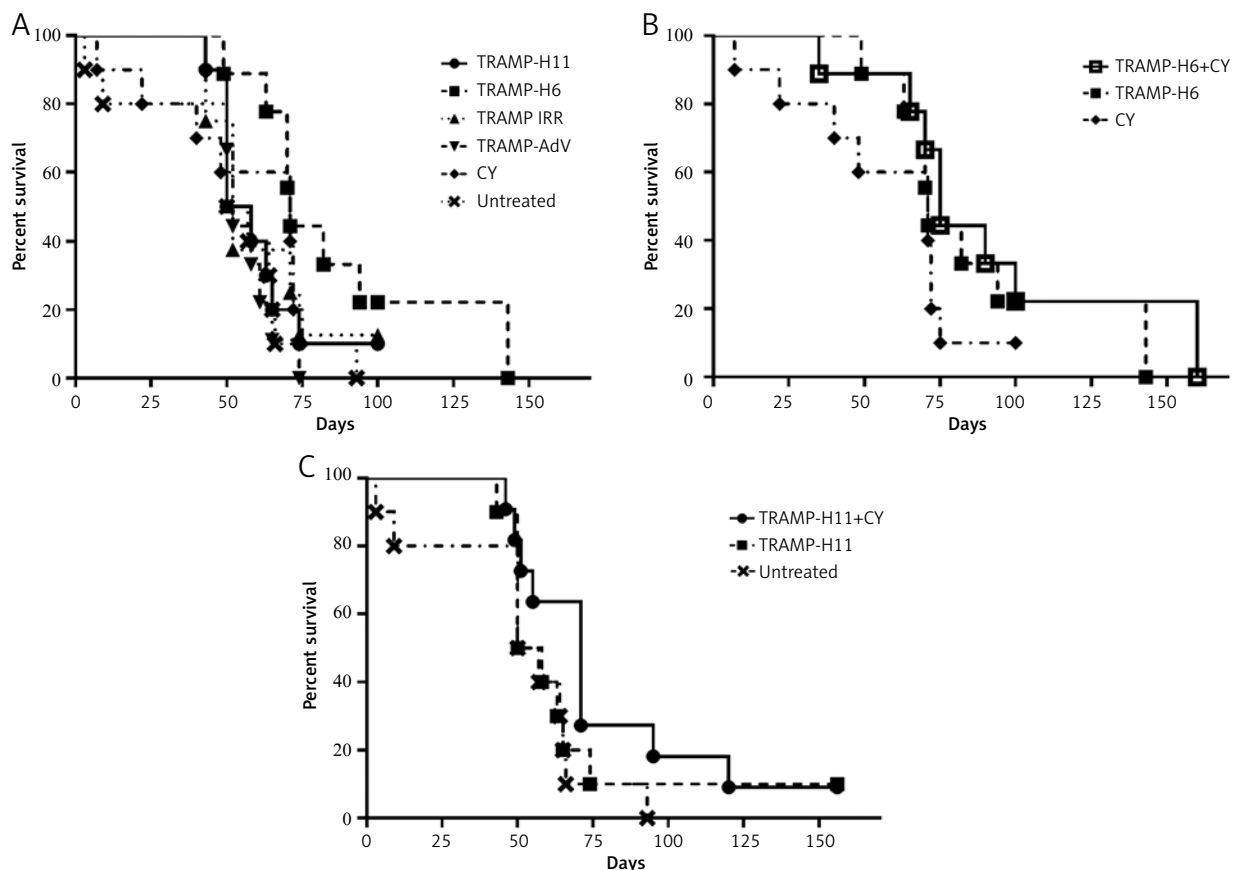 A
Percent survival
100
80
60
40
20
0
0 25 50 75 100 125 150
Days
TRAMP-H11
TRAMP-H6
TRAMP IRR
TRAMP-AdV
CY
Untreated
B
Percent survival
100
80
60
40
20
0
0 25 50 75 100 125 150
Days
TRAMP-H6+CY
TRAMP-H6
CY
C
Percent survival
100
80
60
40
20
0
0 25 50 75 100 125 150
Days
TRAMP-H11+CY
TRAMP-H11
Untreated